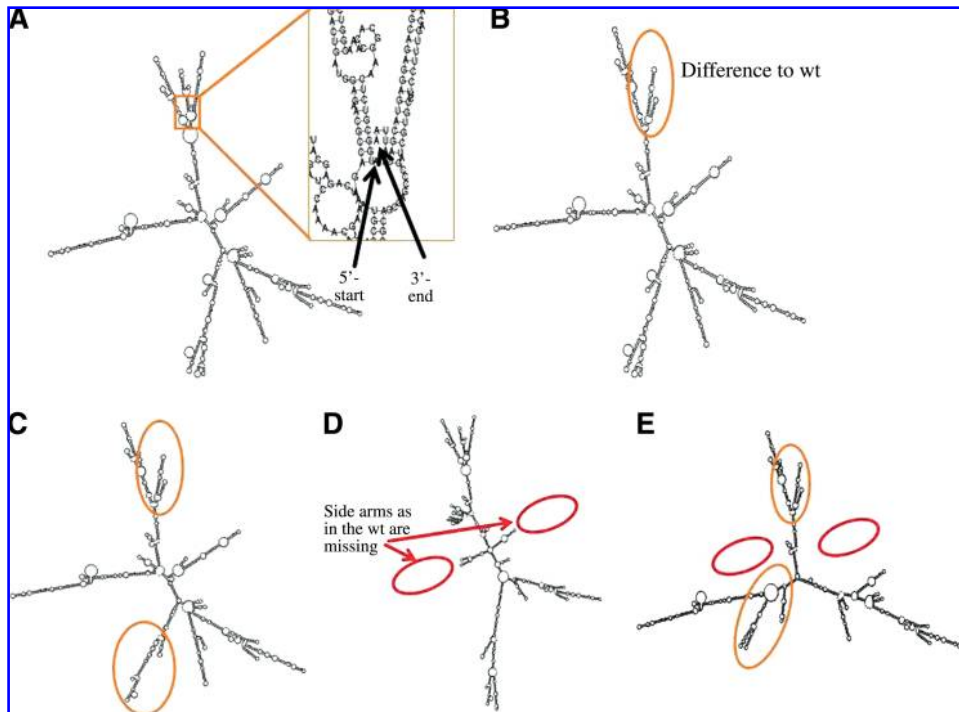 A
B
Difference to wt
5'-
start
3'-
end
C
D
E
Side arms as
in the wt are
missing